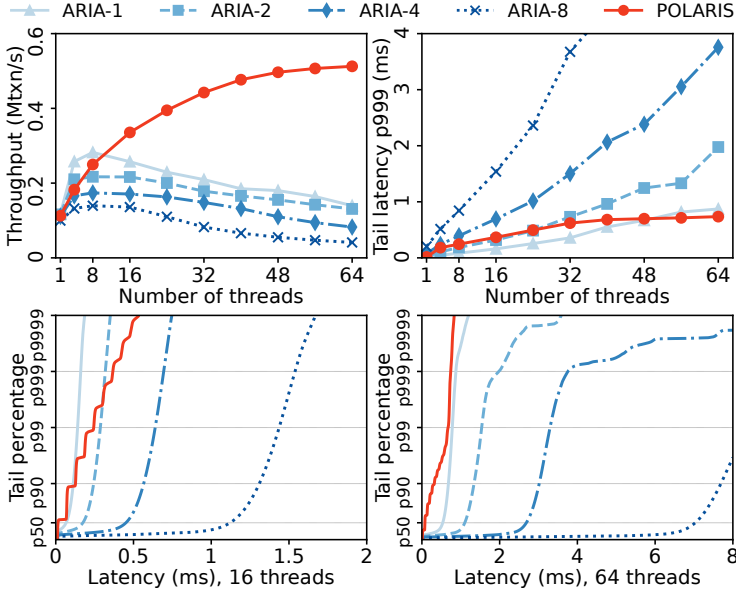 ARIA-1 ARIA-2 ARIA-4 ARIA-8 POLARIS
Throughput (Mtxn/s)
0.6
0.4
0.2
0
1 8 16 32 48 64
Number of threads
Tail latency p999 (ms)
4
3
2
1
0
1 8 16 32 48 64
Number of threads
Tail percentage
p9999
p999
p99
p90
p50
0 0.5 1 1.5 2
Latency (ms), 16 threads
Tail percentage
p9999
p999
p99
p90
p50
0 2 4 6 8
Latency (ms), 64 threads